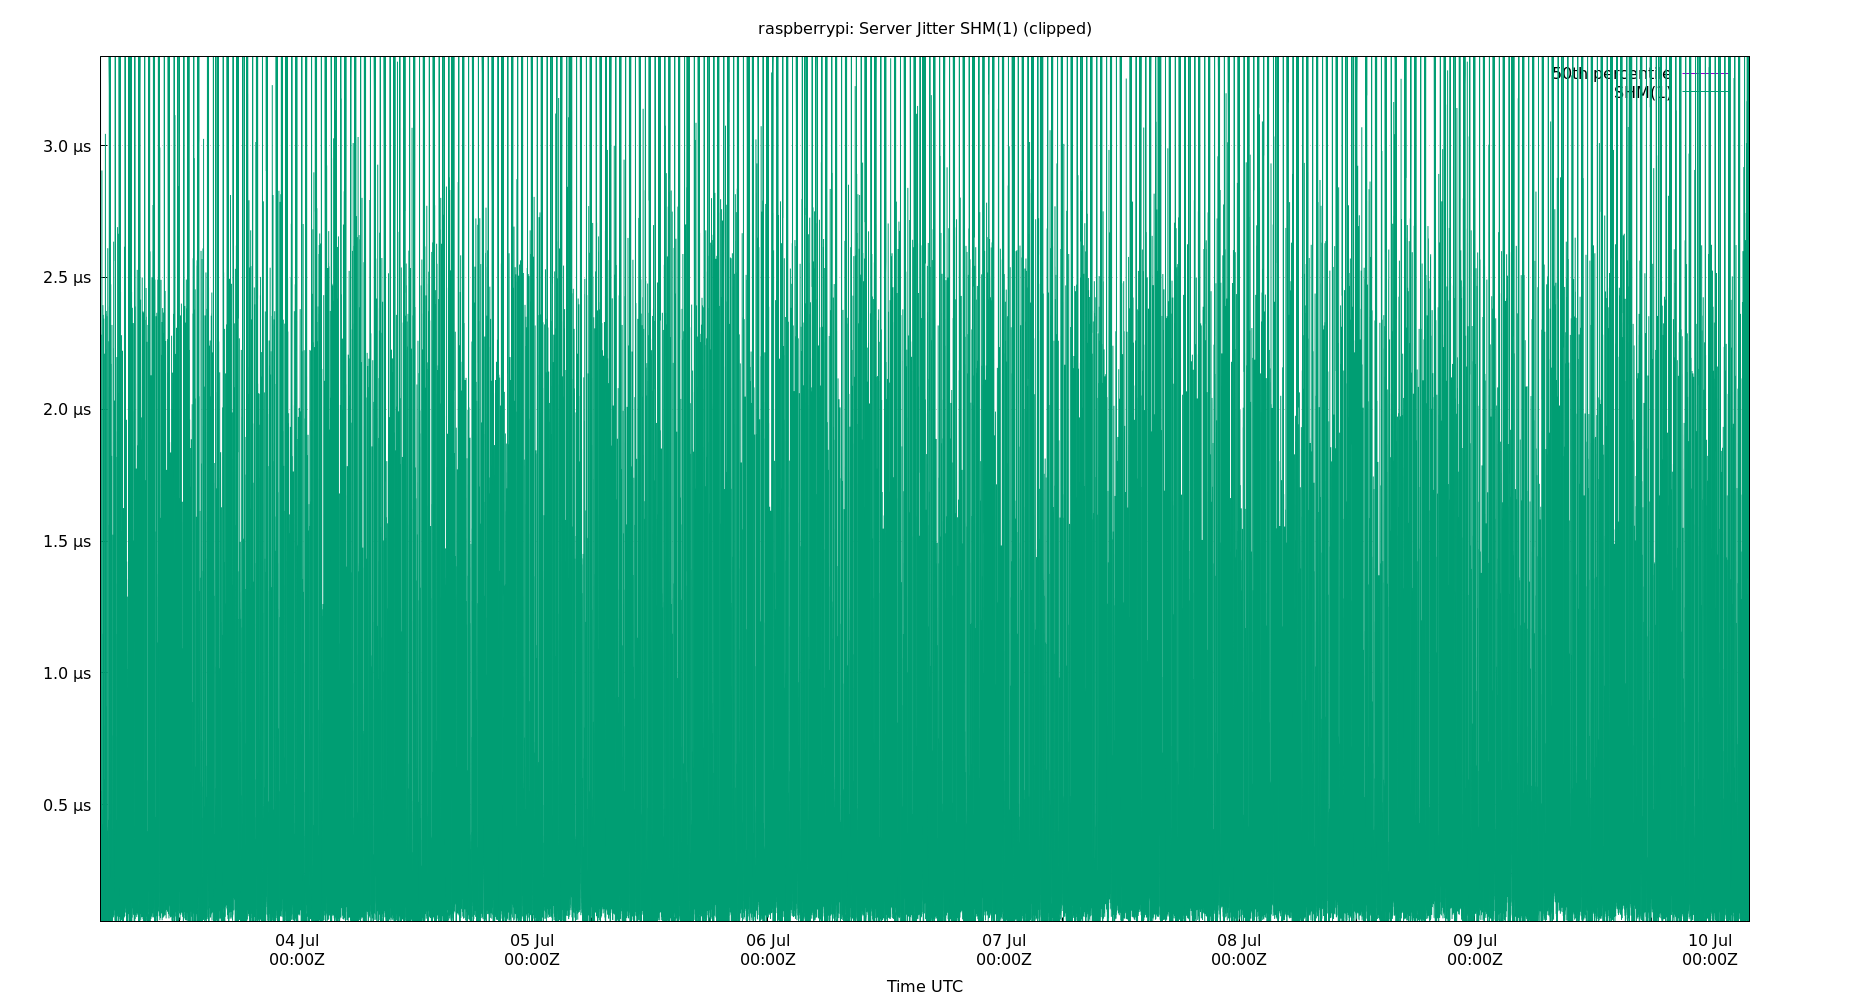 raspberrypi: Server Jitter SHM(1) (clipped)
50th percentile
SHM(1)
3.0 µs
2.5 µs
2.0 µs
1.5 µs
1.0 µs
0.5 µs
04 Jul 05 Jul 06 Jul 07 Jul 08 Jul 09 Jul 10 Jul
00:00Z 00:00Z 00:00Z 00:00Z 00:00Z 00:00Z 00:00Z
Time UTC